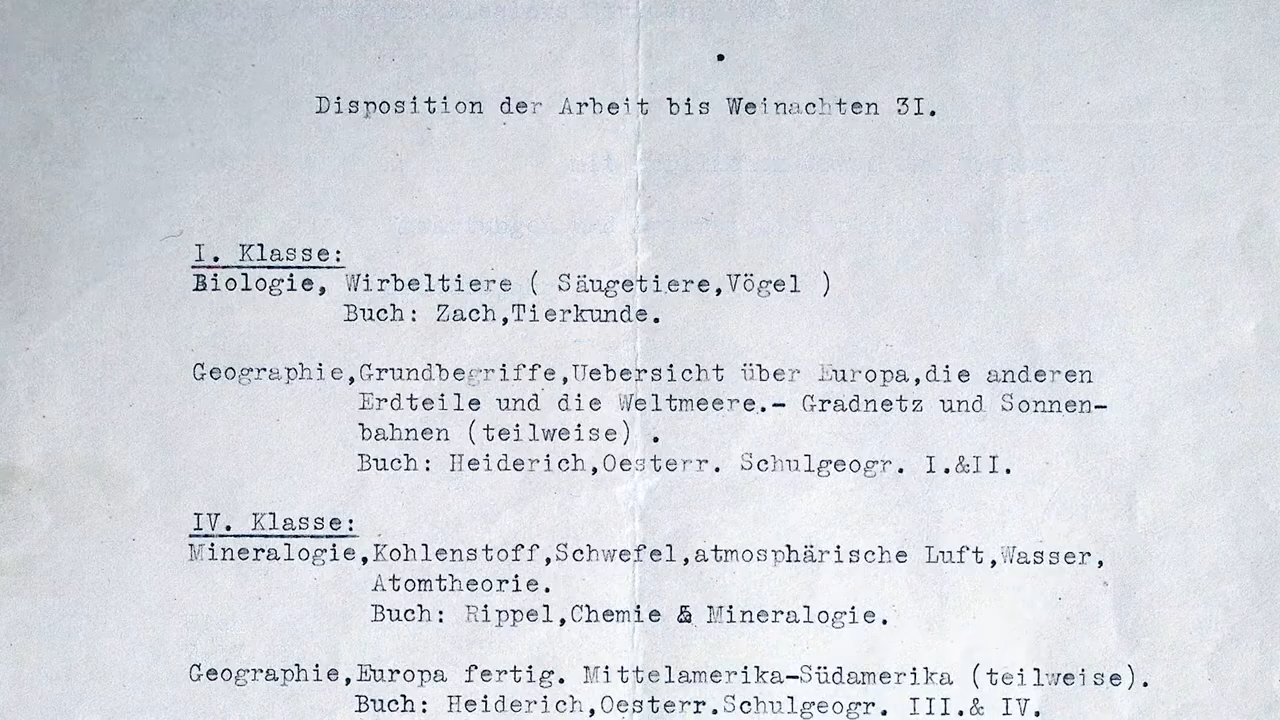 Disposition der Arbeit bis Weinachten 3I.
I. Klasse:
Biologie, Wirbeltiere ( Säugetiere,Vögel )
Buch: Zach,Tierkunde.
Geographie,Grundbegriffe,Uebersicht über Europa,die anderen
Erdteile und die Weltmeere.- Gradnetz und Sonnen-
bahnen (teilweise) .
Buch: Heiderich,Oesterr. Schulgeogr. I.&II.
IV. Klasse:
Mineralogie,Kohlenstoff,Schwefel,atmosphärische Luft,Wasser,
Atomtheorie.
Buch: Rippel,Chemie & Mineralogie.
Geographie,Europa fertig. Mittelamerika-Südamerika (teilweise).
Buch: Heiderich,Oesterr.Schulgeogr. III.& IV.